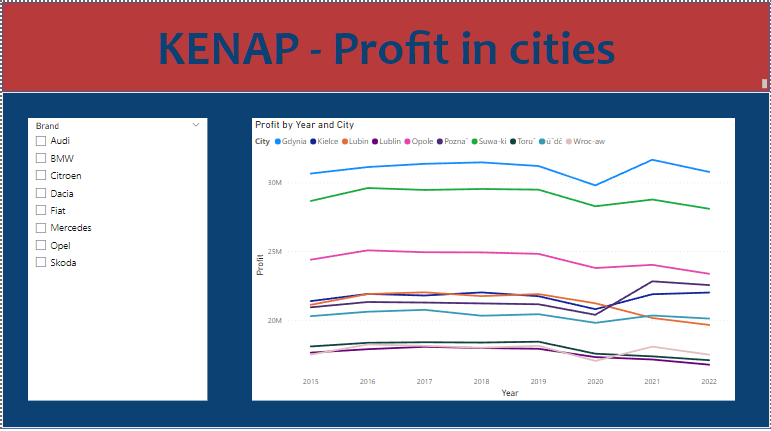 KENAP - Profit in cities
Brand
Audi
BMW
Citroen
Dacia
Fiat
Mercedes
Opel
Skoda
Profit by Year and City
City Gdynia Kielce Lubin Lublin Opole Pozna¨ Suwa-ki Toru¨ ú¨dč Wroc-aw
30M
25M
20M
Profit
2015 2016 2017 2018 2019 2020 2021 2022
Year